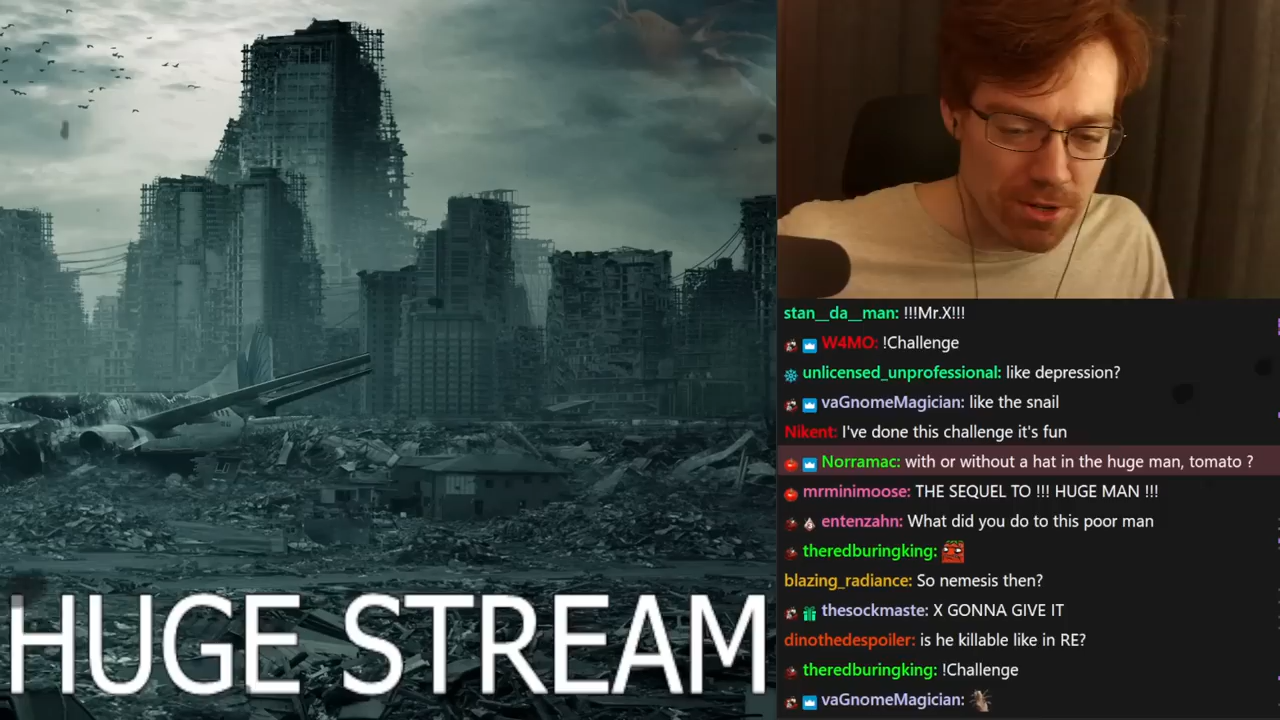 stan__da__man: !!!Mr.X!!!
W4MO: !Challenge
unlicensed_unprofessional: like depression?
vaGnomeMagician: like the snail
Nikent: I've done this challenge it's fun
Norramac: with or without a hat in the huge man, tomato ?
mrminimoose: THE SEQUEL TO !!! HUGE MAN !!!
entenzahn: What did you do to this poor man
theredburingking:
blazing_radiance: So nemesis then?
thesockmaste: X GONNA GIVE IT
dinothedespoiler: is he killable like in RE?
theredburingking: !Challenge
vaGnomeMagician:
HUGE STREAM